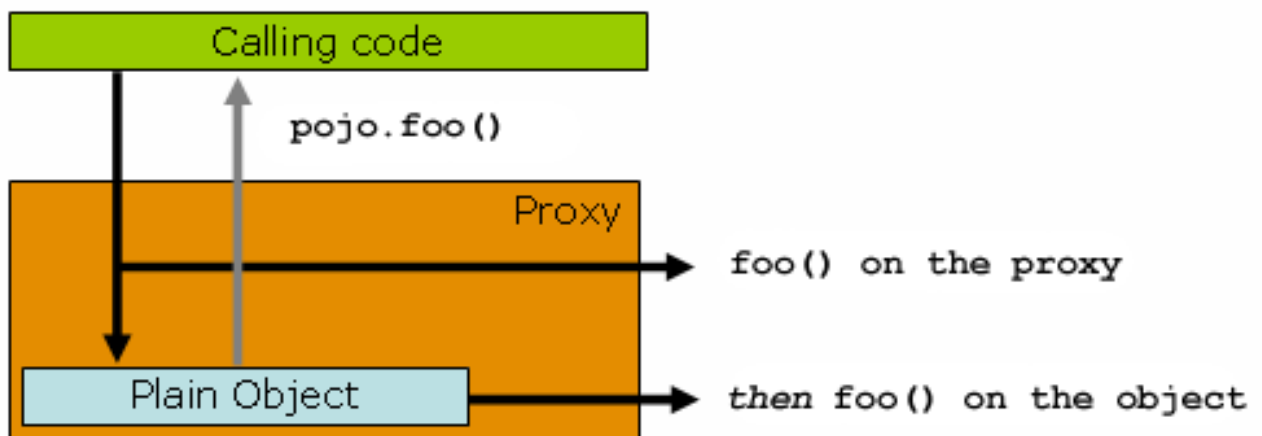 Calling code
pojo.foo()
Proxy
foo() on the proxy
Plain Object
then foo() on the object